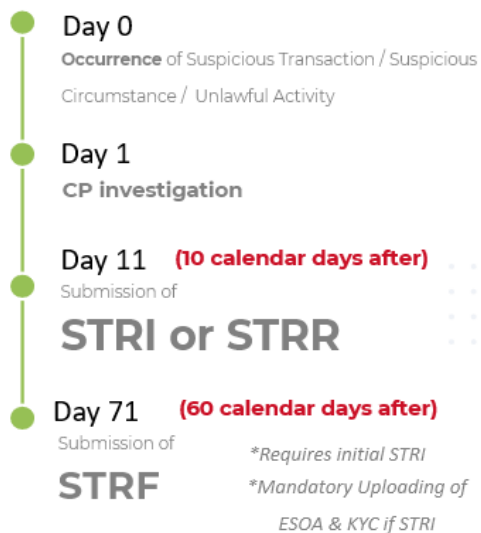 Day 0
Occurrence of Suspicious Transaction / Suspicious
Circumstance / Unlawful Activity
Day 1
CP investigation
Day 11 (10 calendar days after)
Submission of
STRI or STRR
Day 71 (60 calendar days after)
Submission of
STRF
*Requires initial STRI
*Mandatory Uploading of
ESOA & KYC if STRI